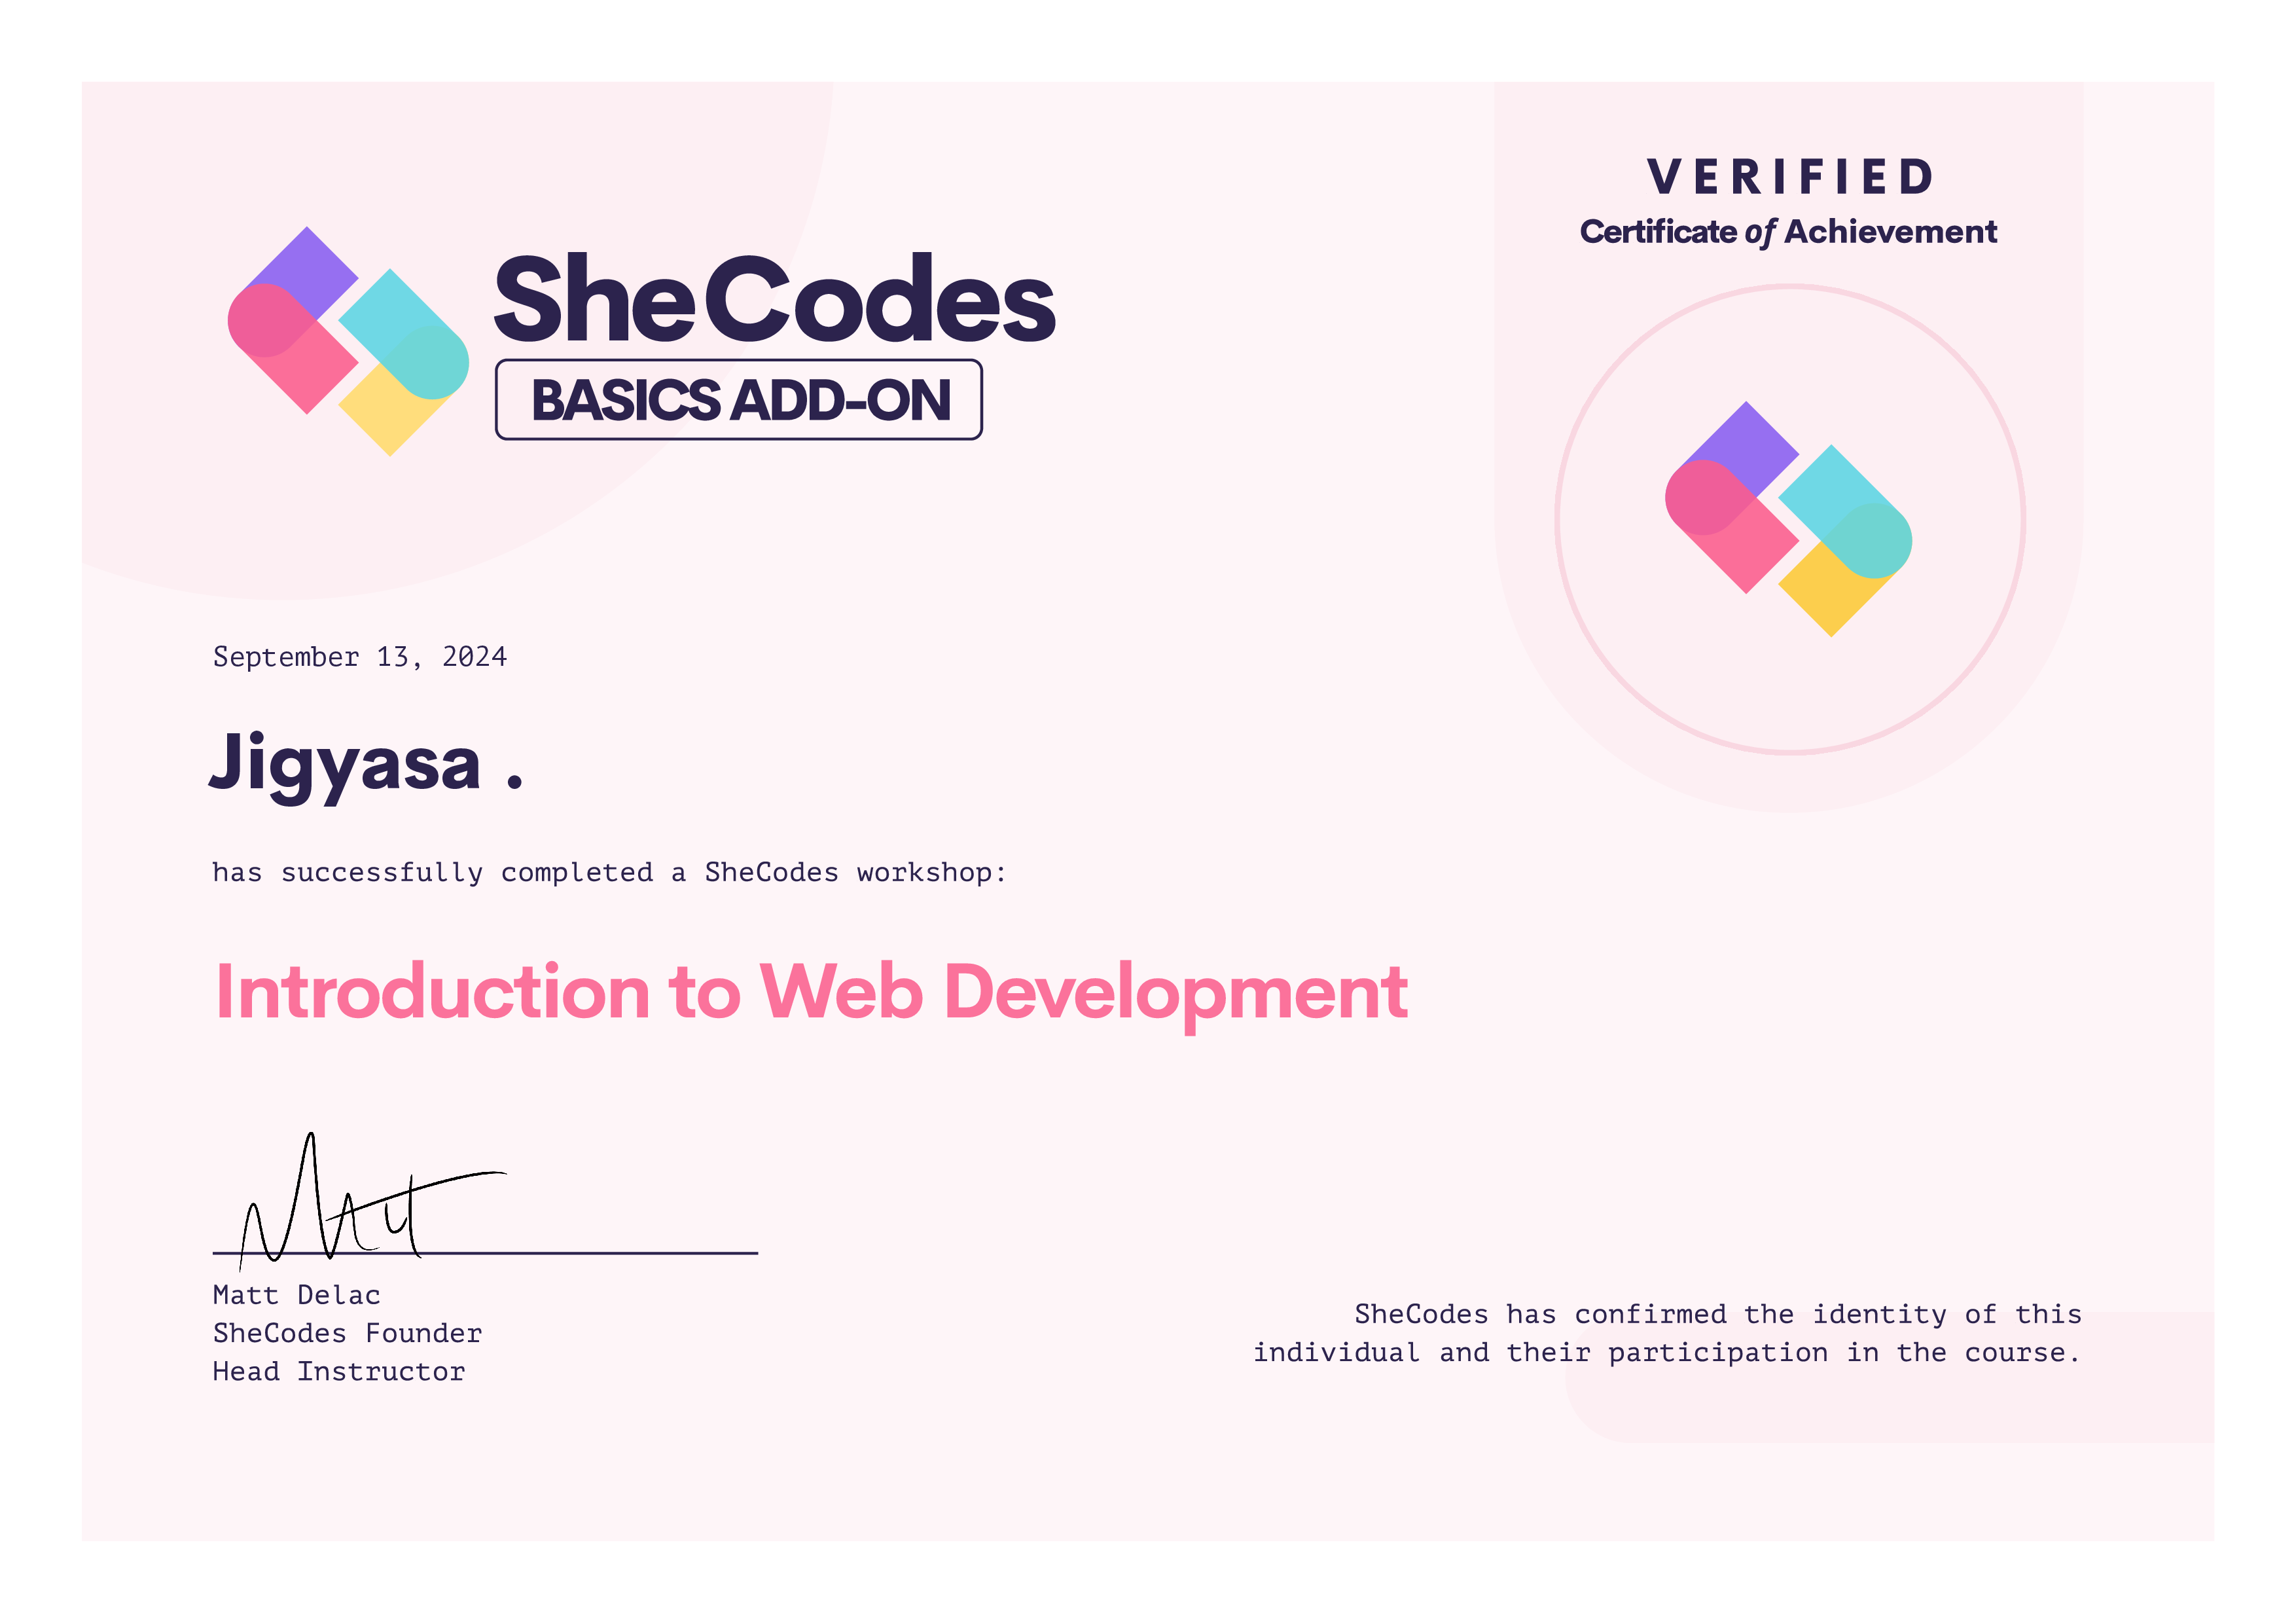 VERIFIED
Certificate of Achievement
SheCodes
BASICS ADD-ON
September 13, 2024
Jigyasa .
has successfully completed a SheCodes workshop:
Introduction to Web Development
Matt
Matt Delac
SheCodes Founder
Head Instructor
SheCodes has confirmed the identity of this
individual and their participation in the course.